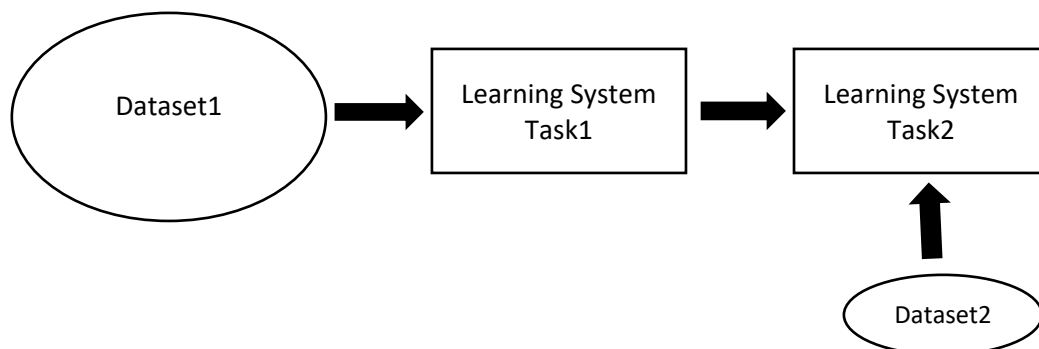 Dataset1
Learning System
Task1
Learning System
Task2
Dataset2